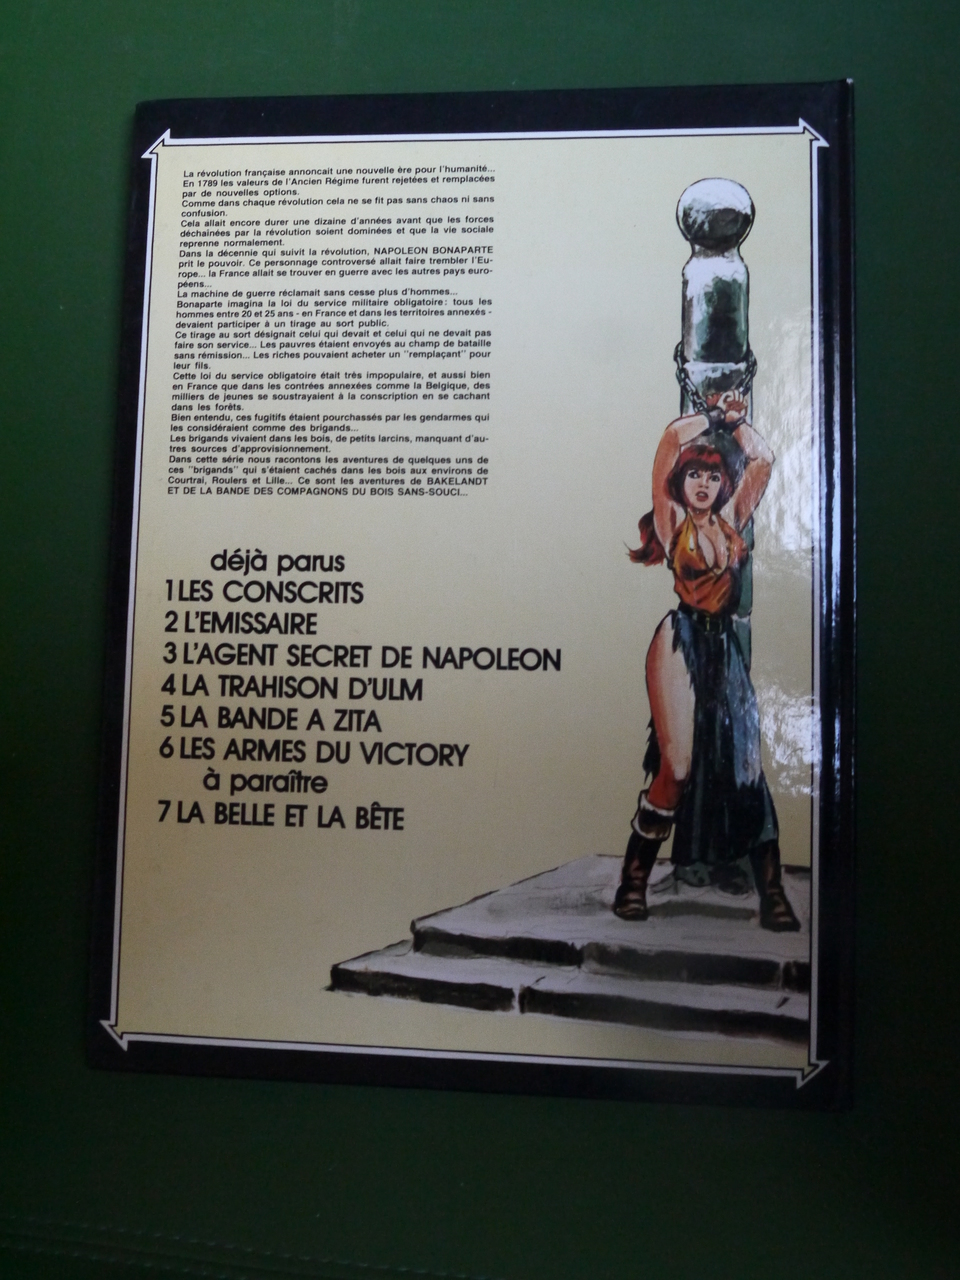 La révolution française annoncait une nouvelle ère pour l'humanité...
En 1789 les valeurs de l'Ancien Régime furent rejetées et remplacées
par de nouvelles options.
Comme dans chaque révolution cela ne se fit pas sans chaos ni sans
confusion.
Cela allait encore durer une dizaine d'années avant que les forces
déchaînées par la révolution soient dominées et que la vie sociale
reprenne normalement.
Dans la décennie qui suivit la révolution, NAPOLEON BONAPARTE
prit le pouvoir. Ce personnage controversé allait faire trembler l'Eu-
rope... la France allait se trouver en guerre avec les autres pays euro-
péens...
La machine de guerre réclamait sans cesse plus d'hommes...
Bonaparte imagina la loi du service militaire obligatoire: tous les
hommes entre 20 et 25 ans - en France et dans les territoires annexés -
devaient participer à un tirage au sort public.
Ce tirage au sort désignait celui qui devait et celui qui ne devait pas
faire son service... Les pauvres étaient envoyés au champ de bataille
sans rémission... Les riches pouvaient acheter un "remplaçant" pour
leur fils.
Cette loi du service obligatoire était très impopulaire, et aussi bien
en France que dans les contrées annexées comme la Belgique, des
milliers de jeunes se soustrayaient à la conscription en se cachant
dans les forêts.
Bien entendu, ces fugitifs étaient pourchassés par les gendarmes qui
les considéraient comme des brigands...
Les brigands vivaient dans les bois, de petits larcins, manquant d'au-
tres sources d'approvisionnement.
Dans cette série nous racontons les aventures de quelques uns de
ces "brigands" qui s'étaient cachés dans les bois aux environs de
Courtrai, Roulers et Lille... Ce sont les aventures de BAKELANDT
ET DE LA BANDE DES COMPAGNONS DU BOIS SANS-SOUCI...
déjà parus
1 LES CONSCRITS
2 L'EMISSAIRE
3 L'AGENT SECRET DE NAPOLEON
4 LA TRAHISON D'ULM
5 LA BANDE A ZITA
6 LES ARMES DU VICTORY
à paraître
7 LA BELLE ET LA BÊTE